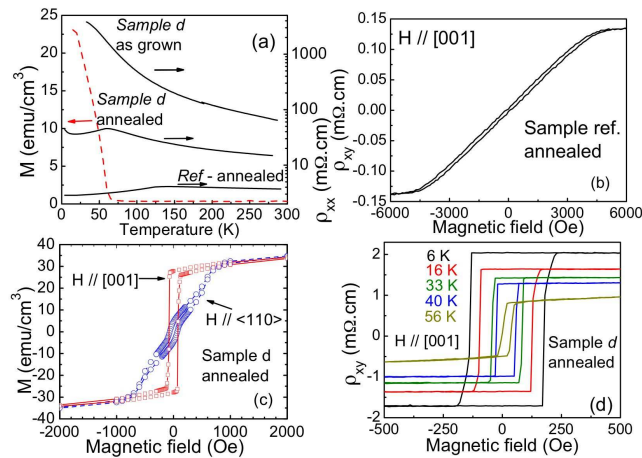 Sample d
as grown
(a)
Sample d
annealed
Ref - annealed
M (emu/cm³)
30
25
20
15
10
5
0
0 50 100 150 200 250 300
Temperature (K)
1000
100
10
ρxx (mΩ.cm)
H // [001]
Sample ref.
annealed
(b)
ρxy (mΩ.cm)
0.15
0.10
0.05
0.00
-0.05
-0.10
-0.15
-6000 -3000 0 3000 6000
Magnetic field (Oe)
H // [001]
H // <110>
Sample d
annealed
(c)
M (emu/cm³)
40
30
20
10
0
-10
-20
-30
-40
-2000 -1000 0 1000 2000
Magnetic field (Oe)
6 K
16 K
33 K
40 K
56 K
H // [001]
Sample d
annealed
(d)
ρxy (mΩ.cm)
2
1
0
-1
-2
-500 -250 0 250 500
Magnetic field (Oe)